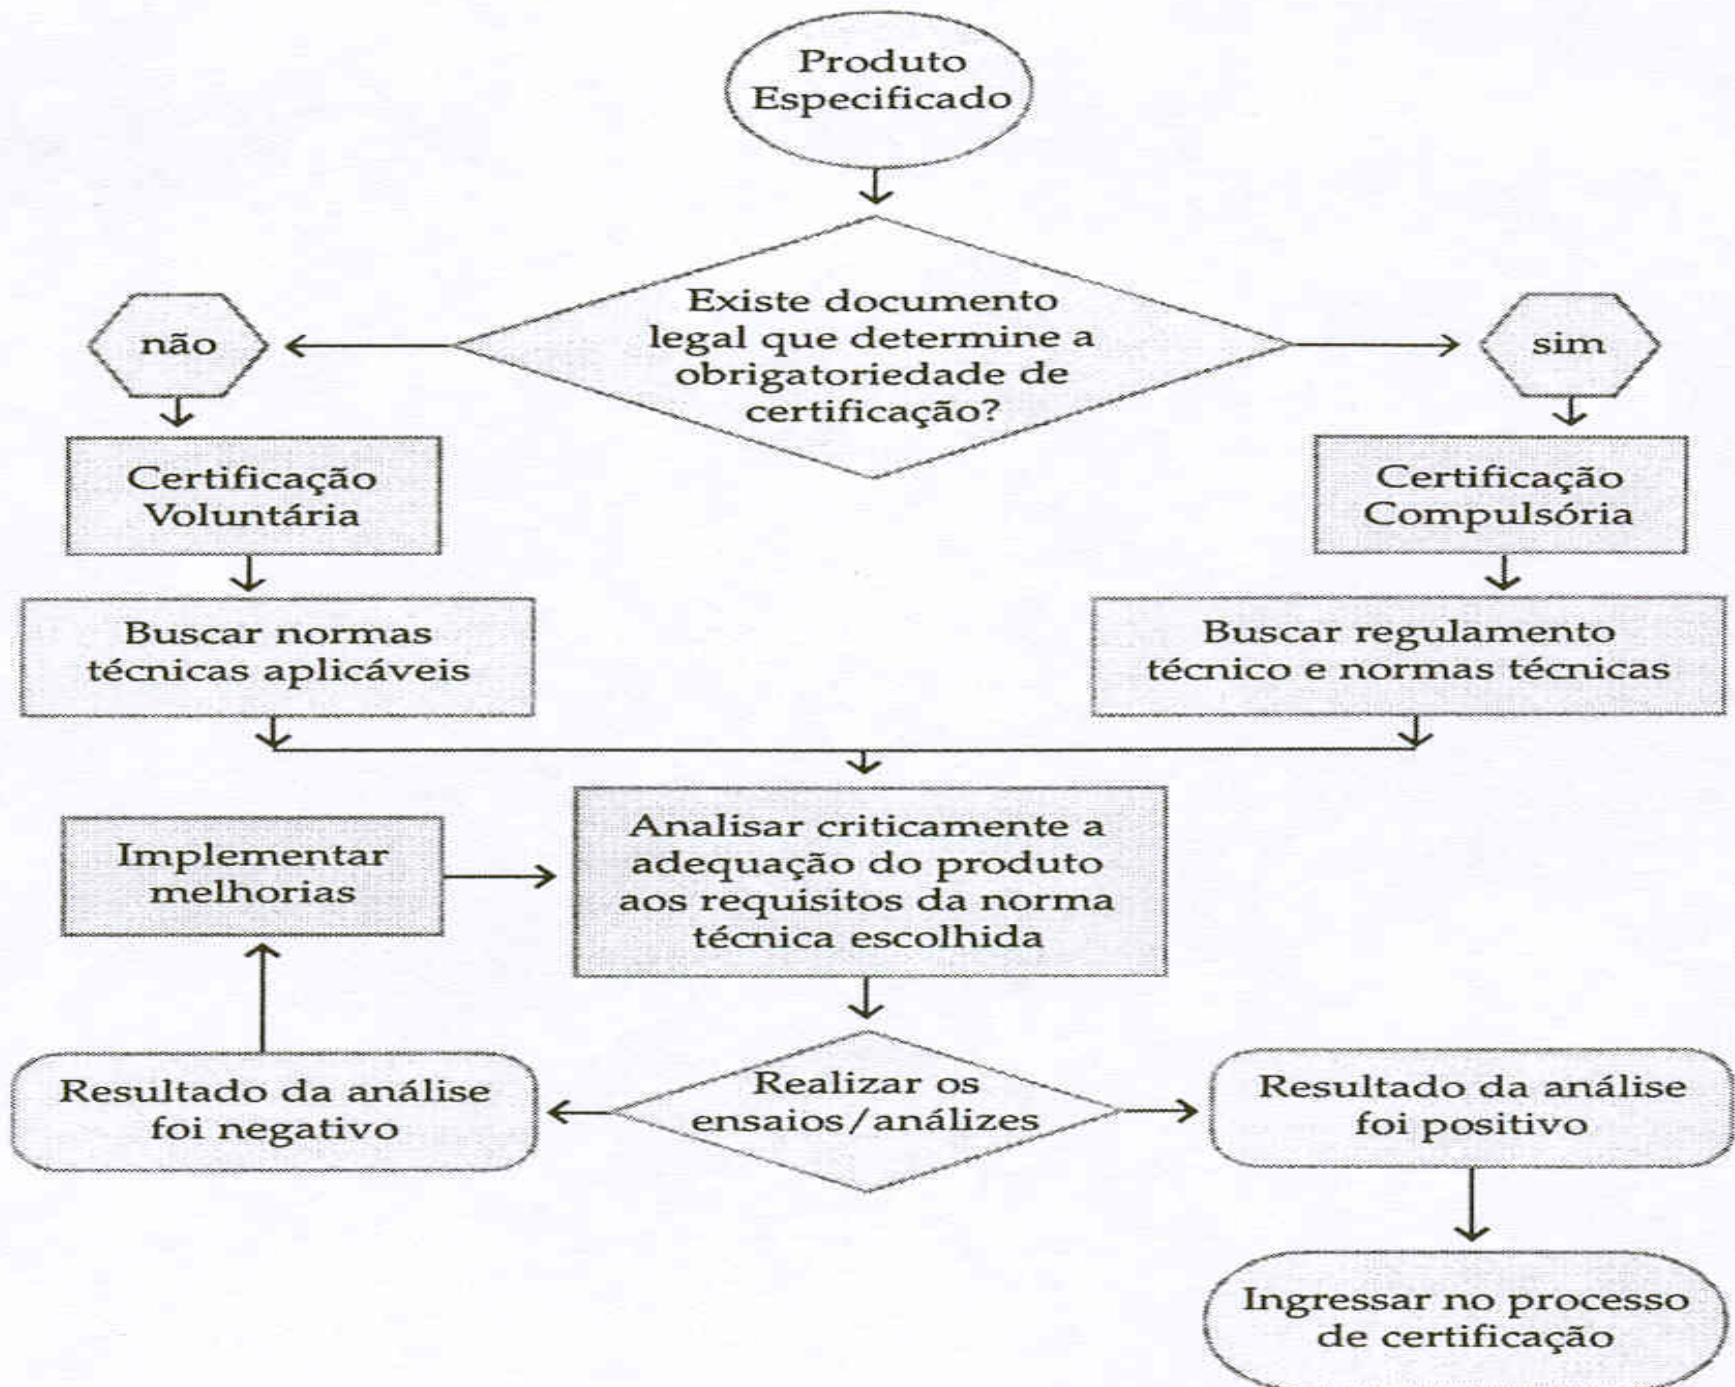 Produto
Especificado
Existe documento
legal que determine a
obrigatoriedade de
certificação?
não
sim
Certificação
Voluntária
Certificação
Compulsória
Buscar normas
técnicas aplicáveis
Buscar regulamento
técnico e normas técnicas
Implementar
melhorias
Analisar criticamente a
adequação do produto
aos requisitos da norma
técnica escolhida
Resultado da análise
foi negativo
Realizar os
ensaios/análizes
Resultado da análise
foi positivo
Ingressar no processo
de certificação